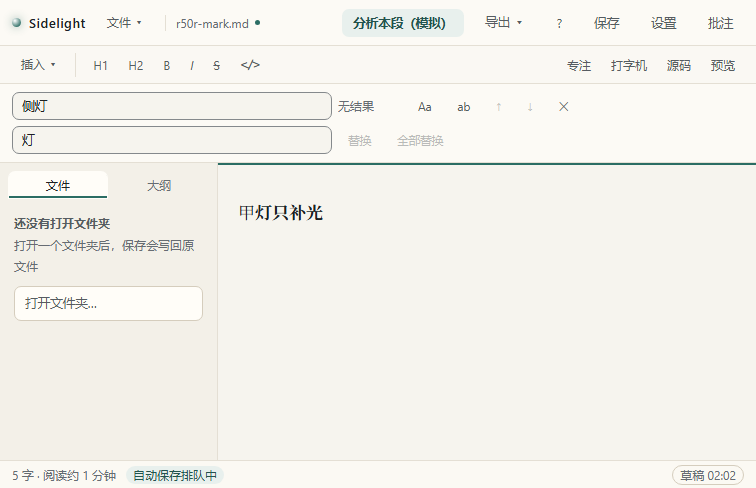 Sidelight 文件 ▾ r50r-mark.md ● 分析本段（模拟） 导出 ▾ ? 保存 设置 批注
插入 ▾ H1 H2 B I S </> 专注 打字机 源码 预览
侧灯 无结果 Aa ab ↑ ↓ ×
灯 替换 全部替换
文件 大纲
甲灯只补光
还没有打开文件夹
打开一个文件夹后，保存会写回原
文件
打开文件夹...
5 字 · 阅读约 1 分钟 自动保存排队中 草稿 02:02